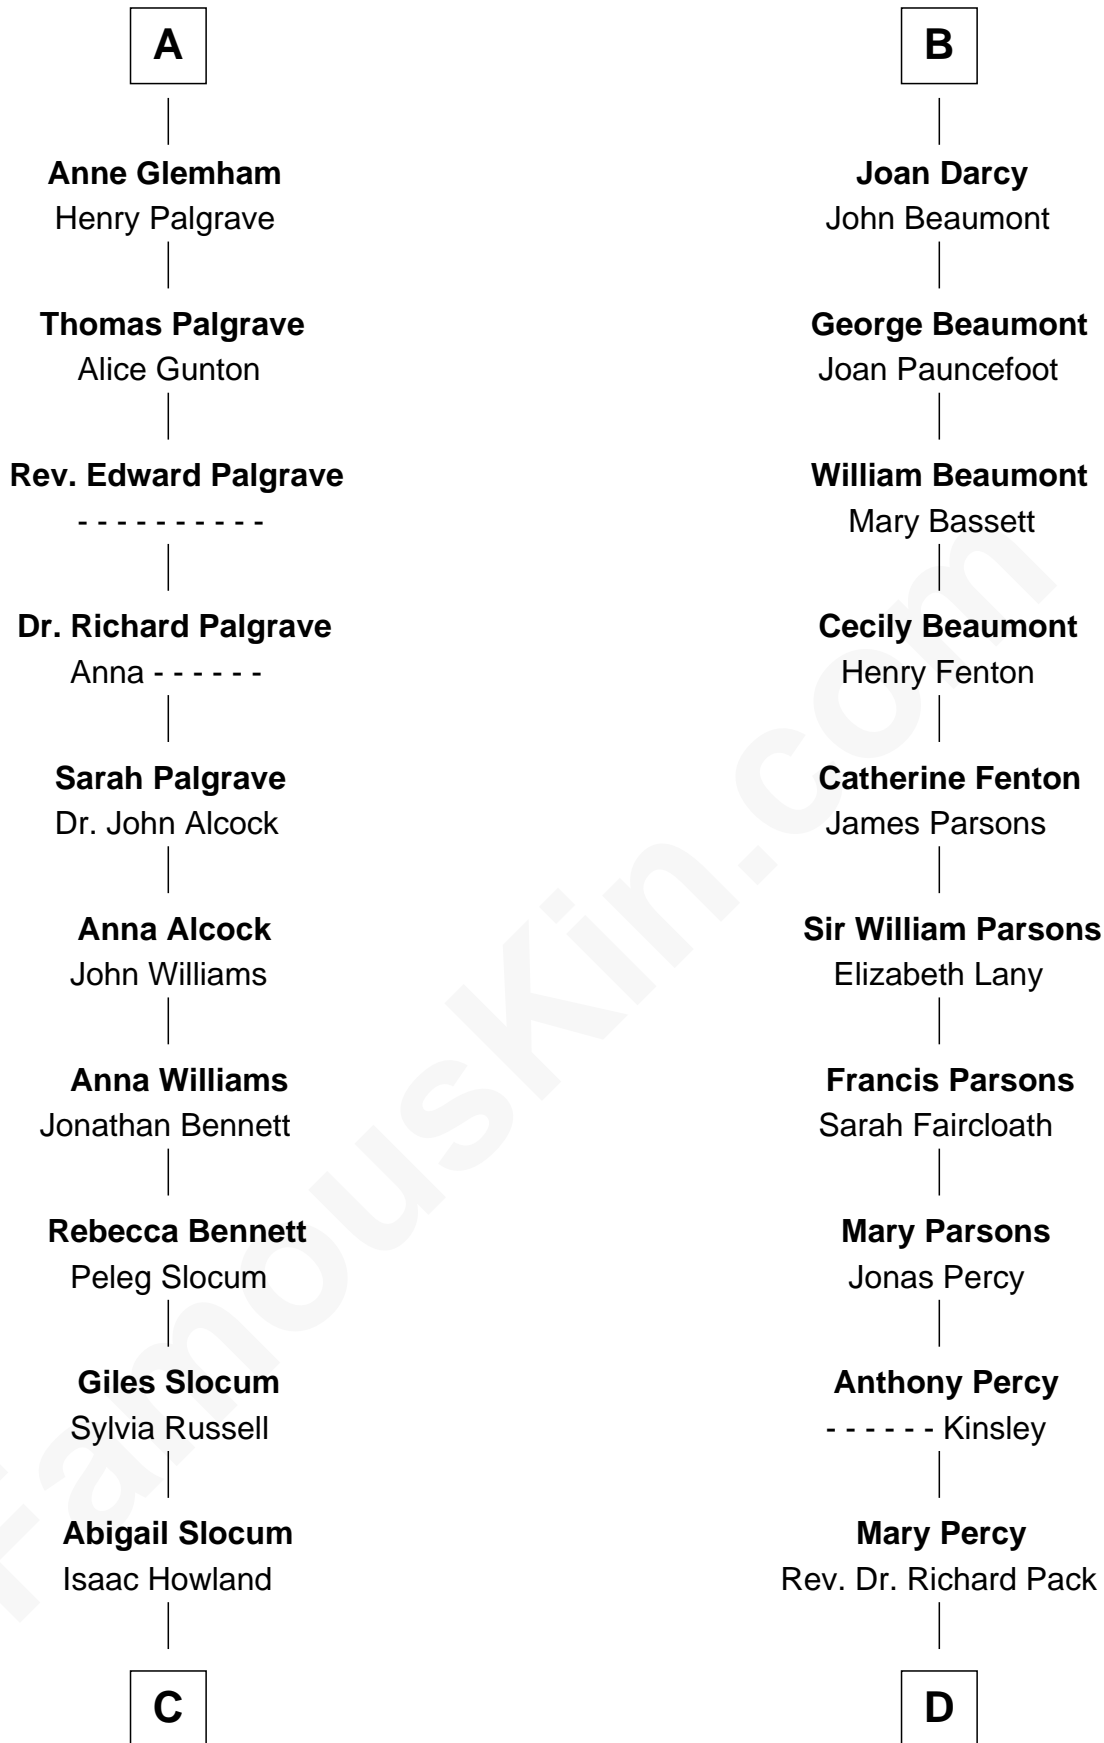 A
Anne Glemham
Henry Palgrave
Thomas Palgrave
Alice Gunton
Rev. Edward Palgrave
- - - - - - - - - -
Dr. Richard Palgrave
Anna - - - - - -
Sarah Palgrave
Dr. John Alcock
Anna Alcock
John Williams
Anna Williams
Jonathan Bennett
Rebecca Bennett
Peleg Slocum
Giles Slocum
Sylvia Russell
Abigail Slocum
Isaac Howland
C
B
Joan Darcy
John Beaumont
George Beaumont
Joan Pauncefoot
William Beaumont
Mary Bassett
Cecily Beaumont
Henry Fenton
Catherine Fenton
James Parsons
Sir William Parsons
Elizabeth Lany
Francis Parsons
Sarah Faircloath
Mary Parsons
Jonas Percy
Anthony Percy
- - - - - - Kinsley
Mary Percy
Rev. Dr. Richard Pack
D
FamousKin.com